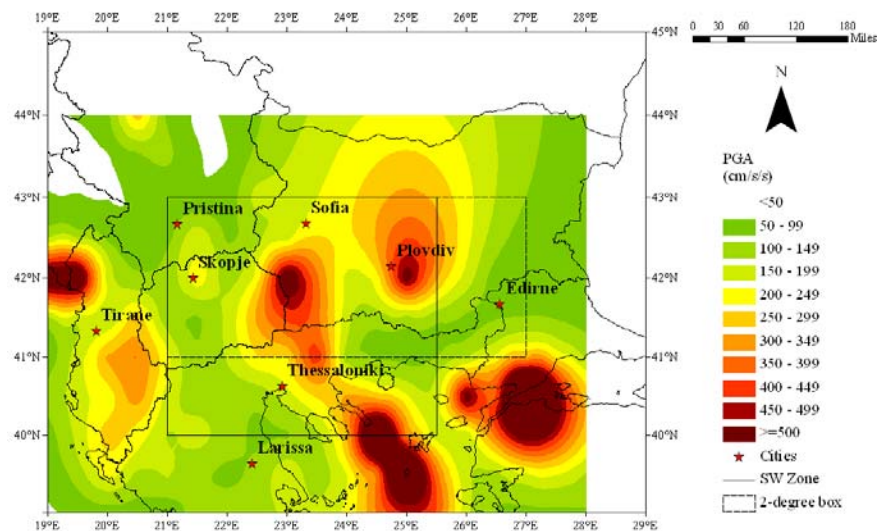 19°E 20°E 21°E 22°E 23°E 24°E 25°E 26°E 27°E 28°E 29°E
45°N 45°N
44°N 44°N
43°N 43°N
42°N 42°N
41°N 41°N
40°N 40°N
19°E 20°E 21°E 22°E 23°E 24°E 25°E 26°E 27°E 28°E 29°E
Pristina
Sofia
Plovdiv
Skopje
Edirne
Tirane
Thessaloniki
Larissa
0 30 60 120 180
Miles
N
PGA
(cm/s/s)
<50
50 - 99
100 - 149
150 - 199
200 - 249
250 - 299
300 - 349
350 - 399
400 - 449
450 - 499
>=500
Cities
SW Zone
2-degree box